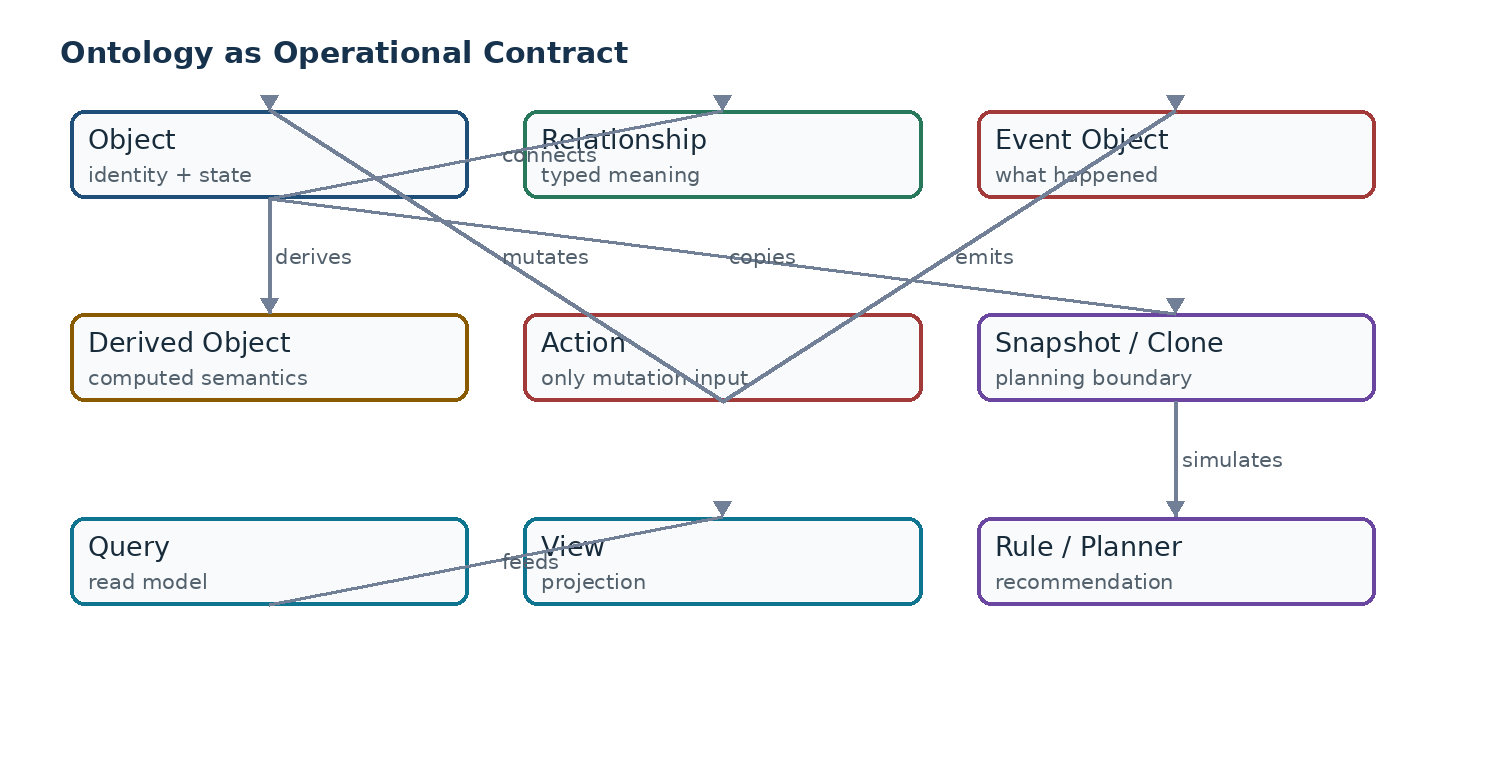 Ontology as Operational Contract
Object
identity + state
connects
Relationship
typed meaning
Event Object
what happened
derives
mutates
copies
emits
Derived Object
computed semantics
Action
only mutation input
Snapshot / Clone
planning boundary
simulates
Query
read model
feeds
View
projection
Rule / Planner
recommendation